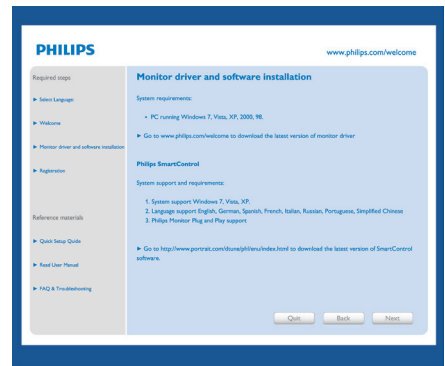 PHILIPS
www.philips.com/welcome
Required steps
Select Language
Welcome
Monitor driver and software installation
Registration
Reference materials
Quick Setup Guide
Read User Manual
FAQ & Troubleshooting
Monitor driver and software installation
System requirements:
• PC running Windows 7, Vista, XP, 2000, 98.
Go to www.philips.com/welcome to download the latest version of monitor driver
Philips SmartControl
System support and requirements:
1. System support Windows 7, Vista, XP.
2. Language support English, German, Spanish, French, Italian, Russian, Portuguese, Simplified Chinese
3. Philips Monitor Plug and Play support
Go to http://www.portrait.com/dtune/phl/enu/index.html to download the latest version of SmartControl
software.
Quit
Back
Next